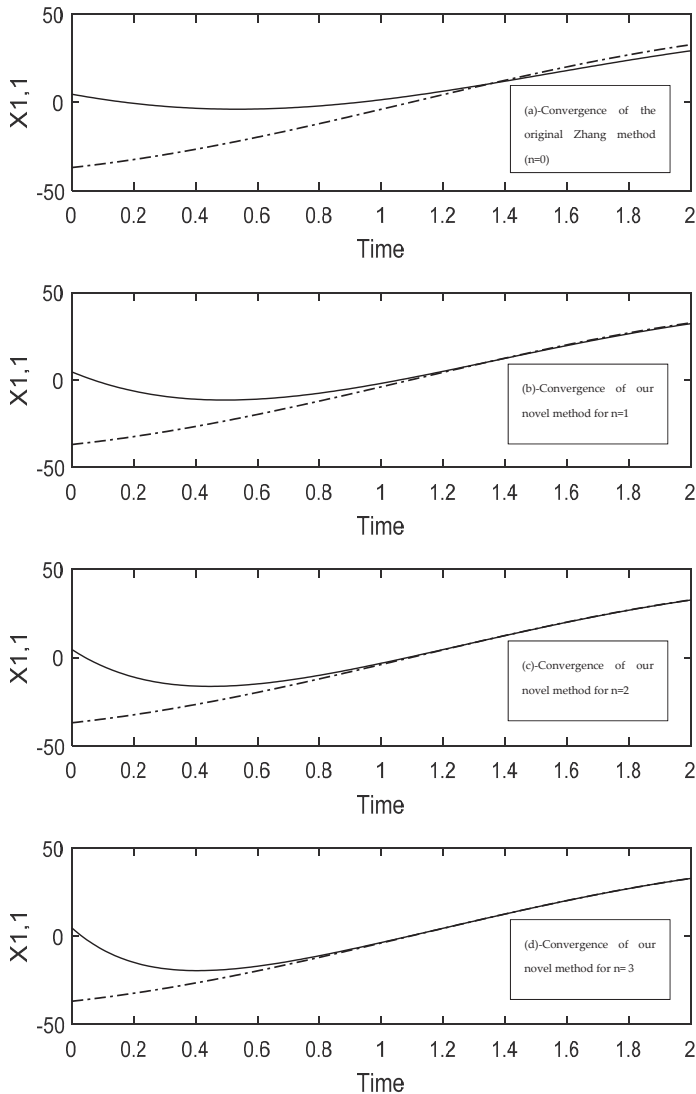 50
0
-50
X1,1
(a)-Convergence of the
original Zhang method
(n=0)
0 0.2 0.4 0.6 0.8 1 1.2 1.4 1.6 1.8 2
Time
50
0
-50
X1,1
(b)-Convergence of our
novel method for n=1
0 0.2 0.4 0.6 0.8 1 1.2 1.4 1.6 1.8 2
Time
50
0
-50
X1,1
(c)-Convergence of our
novel method for n=2
0 0.2 0.4 0.6 0.8 1 1.2 1.4 1.6 1.8 2
Time
50
0
-50
X1,1
(d)-Convergence of our
novel method for n= 3
0 0.2 0.4 0.6 0.8 1 1.2 1.4 1.6 1.8 2
Time